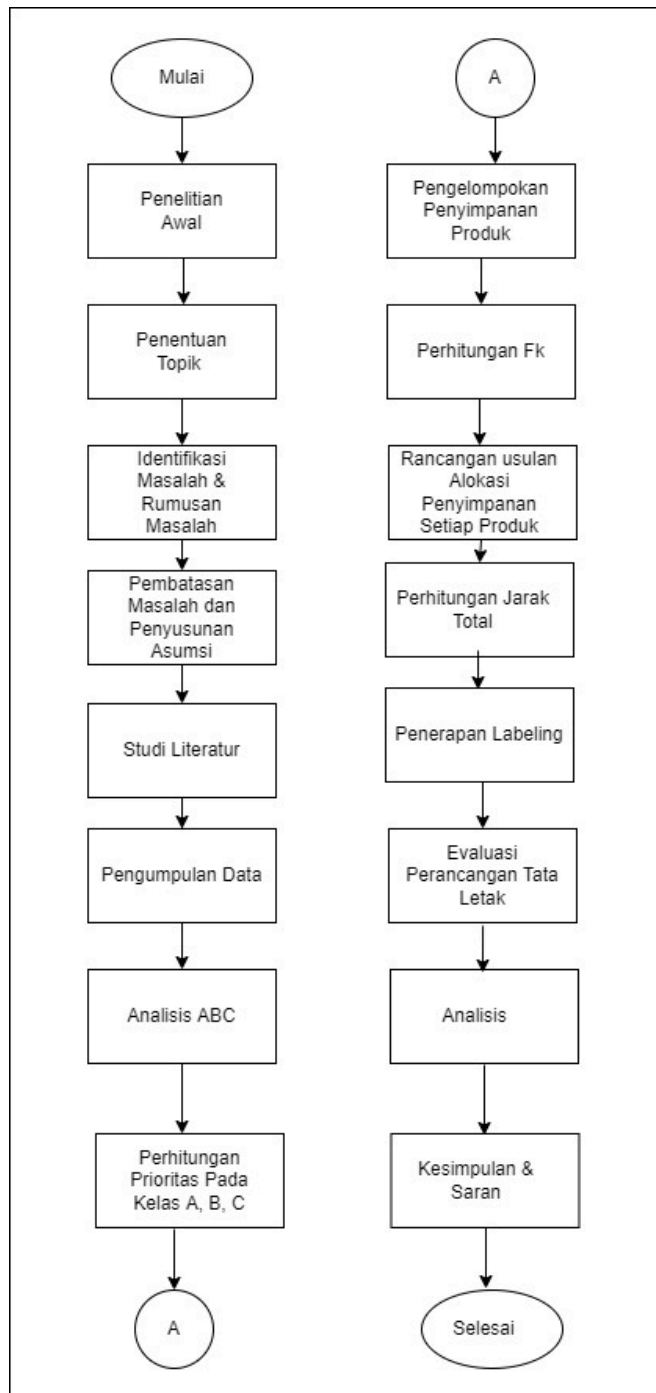 Mulai
Penelitian
Awal
Penentuan
Topik
Identifikasi
Masalah &
Rumusan
Masalah
Pembatasan
Masalah dan
Penyusunan
Asumsi
Studi Literatur
Pengumpulan Data
Analisis ABC
Perhitungan
Prioritas Pada
Kelas A, B, C
A
A
Pengelompokan
Penyimpanan
Produk
Perhitungan Fk
Rancangan usulan
Alokasi
Penyimpanan
Setiap Produk
Perhitungan Jarak
Total
Penerapan Labeling
Evaluasi
Perancangan Tata
Letak
Analisis
Kesimpulan &
Saran
Selesai